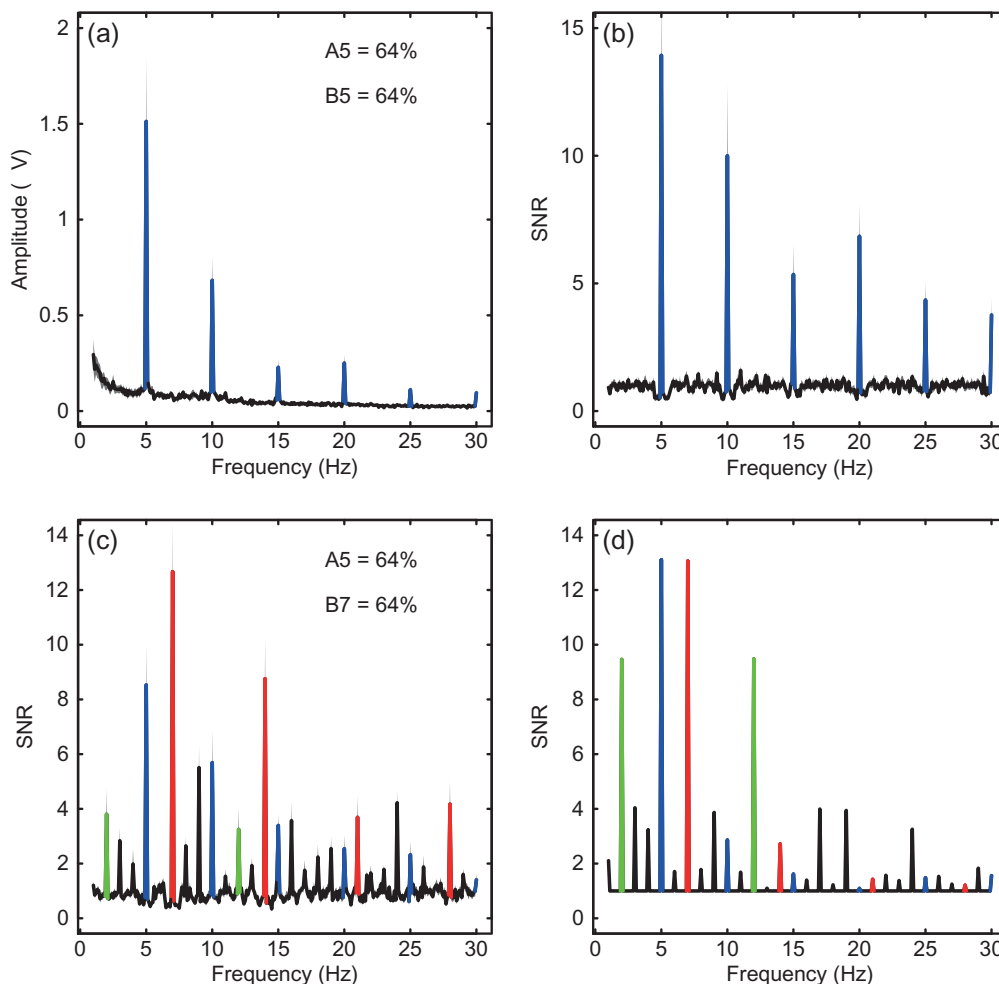 (a)
A5 = 64%
B5 = 64%
2
1.5
1
0.5
0
Amplitude ( V)
0 5 10 15 20 25 30
Frequency (Hz)
(b)
15
10
5
0
SNR
0 5 10 15 20 25 30
Frequency (Hz)
(c)
A5 = 64%
B7 = 64%
14
12
10
8
6
4
2
0
SNR
0 5 10 15 20 25 30
Frequency (Hz)
(d)
14
12
10
8
6
4
2
0
SNR
0 5 10 15 20 25 30
Frequency (Hz)